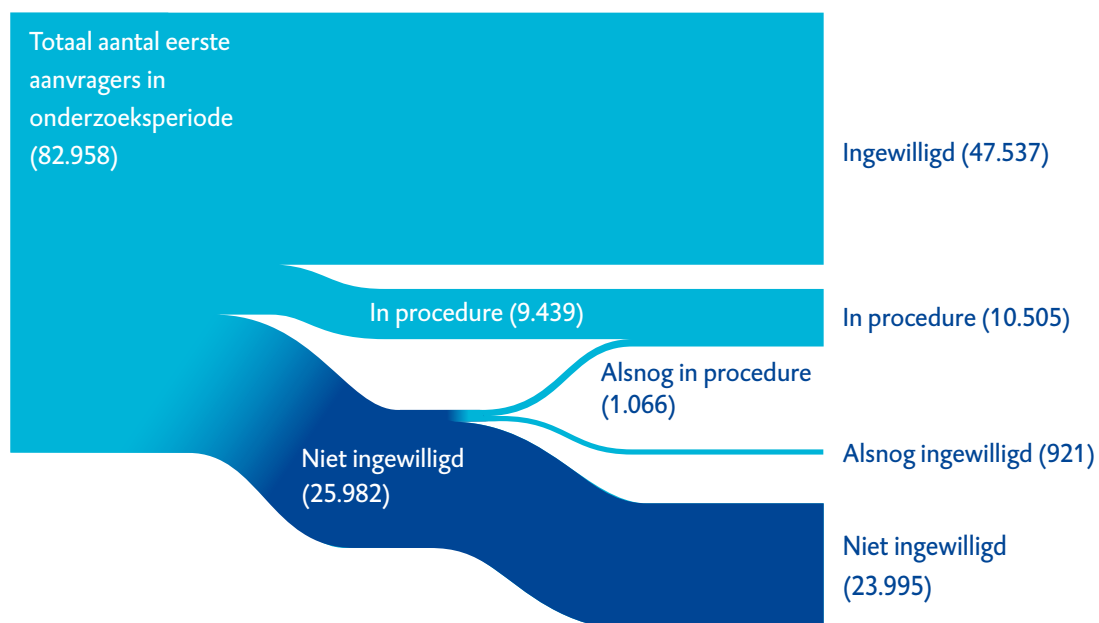 Totaal aantal eerste
aanvragers in
onderzoeksperiode
(82.958)
Ingewilligd (47.537)
In procedure (9.439)
In procedure (10.505)
Alsnog in procedure
(1.066)
Alsnog ingewilligd (921)
Niet ingewilligd
(25.982)
Niet ingewilligd
(23.995)